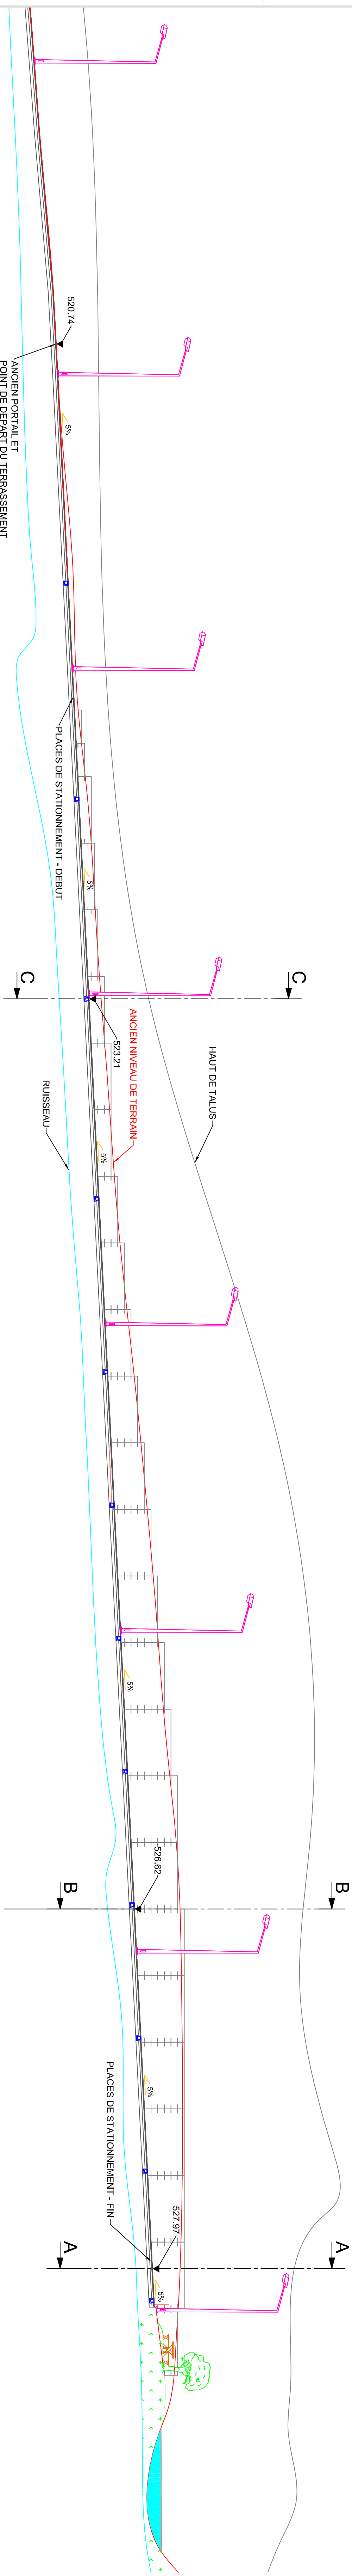 520.74
ANCIEN PORTAIL ET
POINT DE DEPART DU TERRASSEMENT
5%
PLACES DE STATIONNEMENT - DEBUT
5%
C
C
523.21
ANCIEN NIVEAU DE TERRAIN
HAUT DE TALUS
RUISSEAU
5%
5%
526.62
B
B
5%
PLACES DE STATIONNEMENT - FIN
527.97
A
A
5%